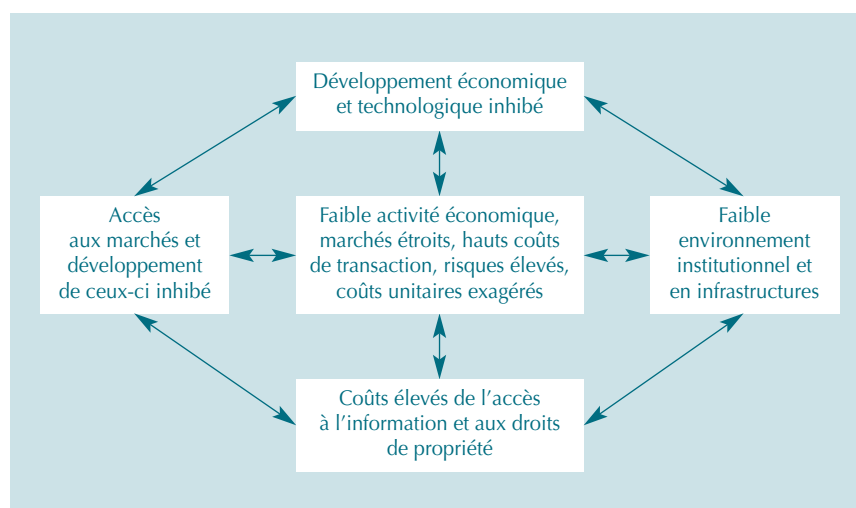 Développement économique
et technologique inhibé
Accès
aux marchés et
développement
de ceux-ci inhibé
Faible activité économique,
marchés étroits, hauts coûts
de transaction, risques élevés,
coûts unitaires exagérés
Faible
environnement
institutionnel et
en infrastructures
Coûts élevés de l’accès
à l’information et aux droits
de propriété